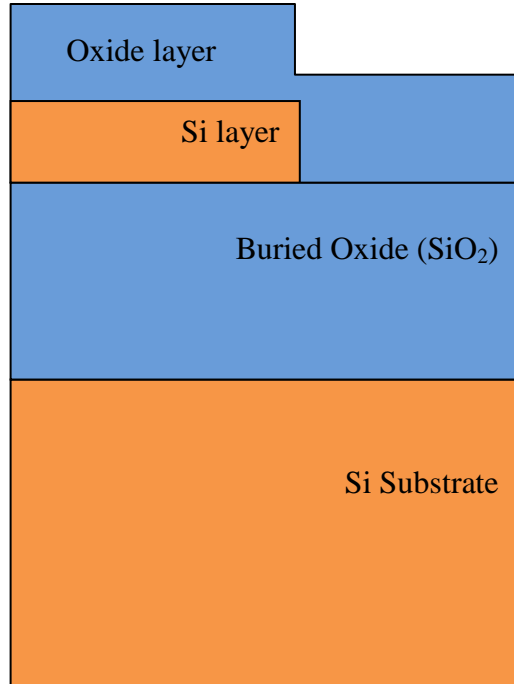 Oxide layer
Si layer
Buried Oxide (SiO₂)
Si Substrate